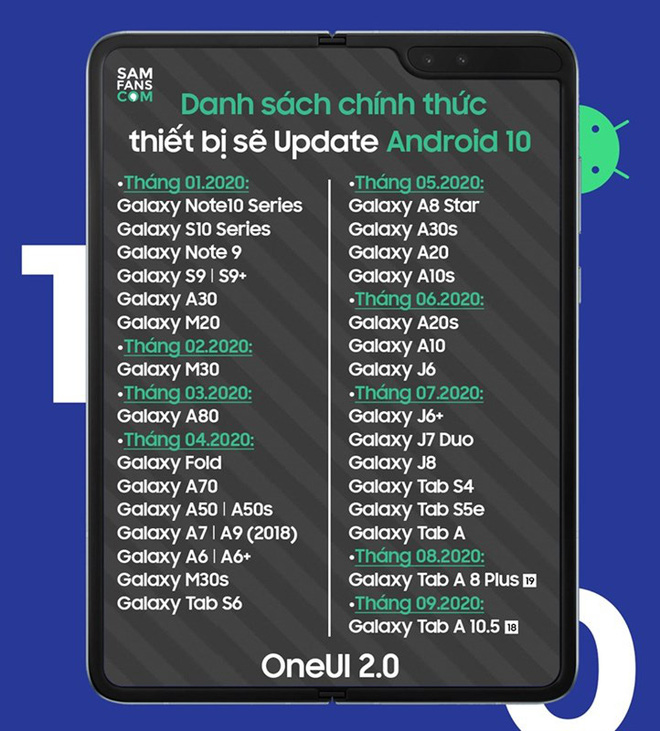 SAM
FANS
COM
Danh sách chính thức
thiết bị sẽ Update Android 10
•Tháng 01.2020:
Galaxy Note10 Series
Galaxy S10 Series
Galaxy Note 9
Galaxy S9 | S9+
Galaxy A30
Galaxy M20
•Tháng 02.2020:
Galaxy M30
•Tháng 03.2020:
Galaxy A80
•Tháng 04.2020:
Galaxy Fold
Galaxy A70
Galaxy A50 | A50s
Galaxy A7 | A9 (2018)
Galaxy A6 | A6+
Galaxy M30s
Galaxy Tab S6
•Tháng 05.2020:
Galaxy A8 Star
Galaxy A30s
Galaxy A20
Galaxy A10s
•Tháng 06.2020:
Galaxy A20s
Galaxy A10
Galaxy J6
•Tháng 07.2020:
Galaxy J6+
Galaxy J7 Duo
Galaxy J8
Galaxy Tab S4
Galaxy Tab S5e
Galaxy Tab A
•Tháng 08.2020:
Galaxy Tab A 8 Plus 19
•Tháng 09.2020:
Galaxy Tab A 10.5 18
OneUI 2.0
10